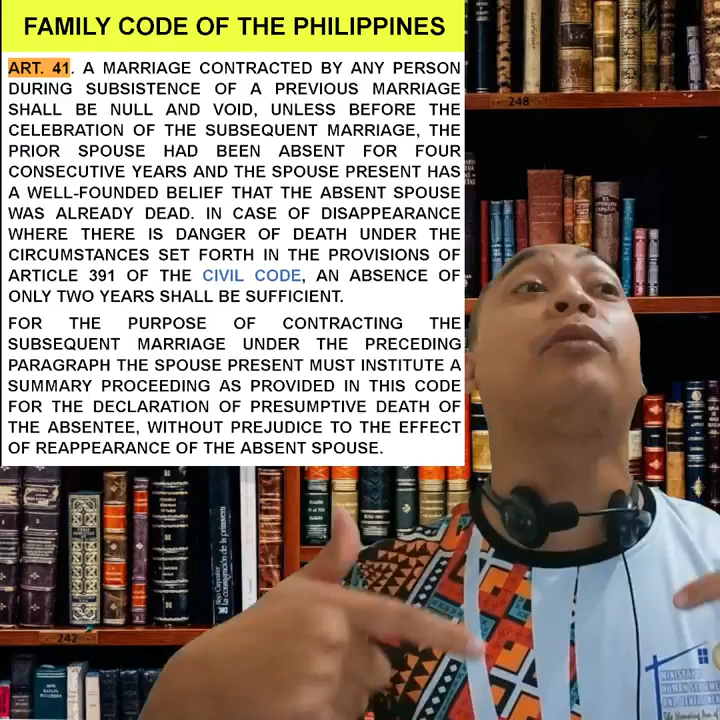 FAMILY CODE OF THE PHILIPPINES
ART. 41. A MARRIAGE CONTRACTED BY ANY PERSON
DURING SUBSISTENCE OF A PREVIOUS MARRIAGE
SHALL BE NULL AND VOID, UNLESS BEFORE THE
CELEBRATION OF THE SUBSEQUENT MARRIAGE, THE
PRIOR SPOUSE HAD BEEN ABSENT FOR FOUR
CONSECUTIVE YEARS AND THE SPOUSE PRESENT HAS
A WELL-FOUNDED BELIEF THAT THE ABSENT SPOUSE
WAS ALREADY DEAD. IN CASE OF DISAPPEARANCE
WHERE THERE IS DANGER OF DEATH UNDER THE
CIRCUMSTANCES SET FORTH IN THE PROVISIONS OF
ARTICLE 391 OF THE CIVIL CODE, AN ABSENCE OF
ONLY TWO YEARS SHALL BE SUFFICIENT.
FOR THE PURPOSE OF CONTRACTING THE
SUBSEQUENT MARRIAGE UNDER THE PRECEDING
PARAGRAPH THE SPOUSE PRESENT MUST INSTITUTE A
SUMMARY PROCEEDING AS PROVIDED IN THIS CODE
FOR THE DECLARATION OF PRESUMPTIVE DEATH OF
THE ABSENTEE, WITHOUT PREJUDICE TO THE EFFECT
OF REAPPEARANCE OF THE ABSENT SPOUSE.
248
Alejo Carpentier
la consagración de la primavera
242